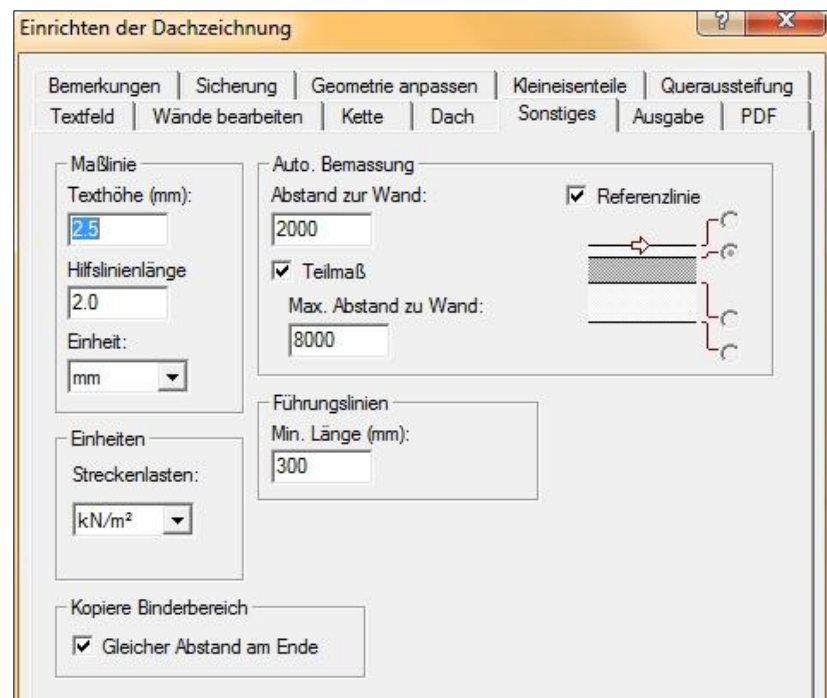 Einrichten der Dachzeichnung
Bemerkungen Sicherung Geometrie anpassen Kleineisenteile Queraussteifung
Textfeld Wände bearbeiten Kette Dach Sonstiges Ausgabe PDF
Maßlinie
Texthöhe (mm):
2.5
Hilfslinienlänge
2.0
Einheit:
mm
Auto. Bemassung
Abstand zur Wand:
2000
Referenzlinie
Teilmaß
Max. Abstand zu Wand:
8000
Führungslinien
Min. Länge (mm):
300
Einheiten
Streckenlasten:
kN/m²
Kopiere Binderbereich
Gleicher Abstand am Ende